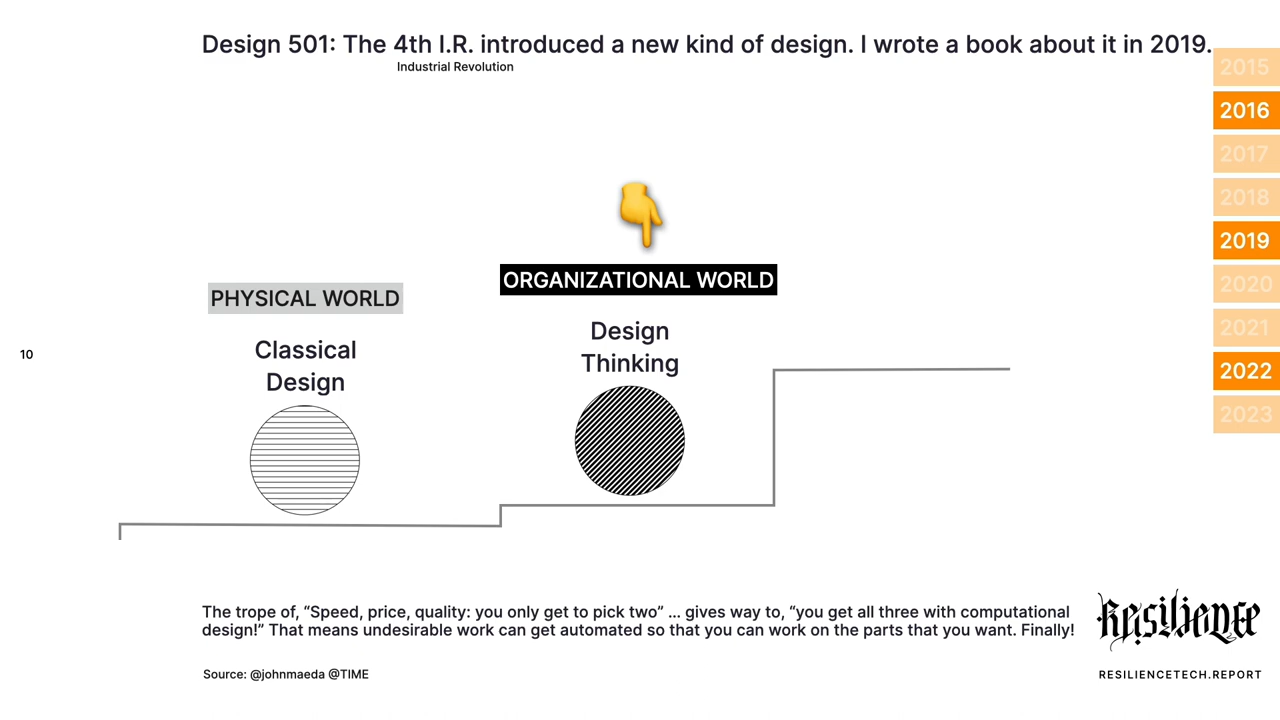 Design 501: The 4th I.R. introduced a new kind of design. I wrote a book about it in 2019.
Industrial Revolution
2015
2016
2017
2018
2019
2020
2021
2022
2023
ORGANIZATIONAL WORLD
PHYSICAL WORLD
Design
Thinking
Classical
Design
10
The trope of, “Speed, price, quality: you only get to pick two” ... gives way to, “you get all three with computational
design!” That means undesirable work can get automated so that you can work on the parts that you want. Finally!
Source: @johnmaeda @TIME
Resilience
RESILIENCETECH.REPORT